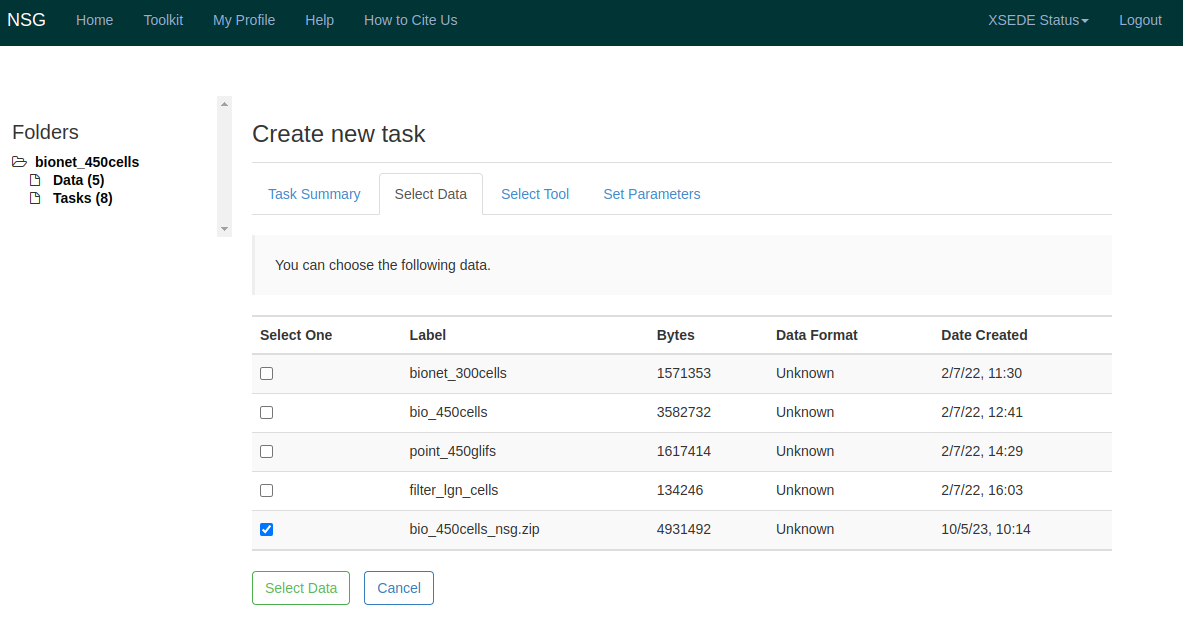 NSG Home Toolkit My Profile Help How to Cite Us XSEDE Status Logout
Folders
bionet_450cells
Data (5)
Tasks (8)
Create new task
Task Summary Select Data Select Tool Set Parameters
You can choose the following data.
Select One Label Bytes Data Format Date Created
bionet_300cells 1571353 Unknown 2/7/22, 11:30
bio_450cells 3582732 Unknown 2/7/22, 12:41
point_450glifs 1617414 Unknown 2/7/22, 14:29
filter_lgn_cells 134246 Unknown 2/7/22, 16:03
bio_450cells_nsg.zip 4931492 Unknown 10/5/23, 10:14
Select Data Cancel